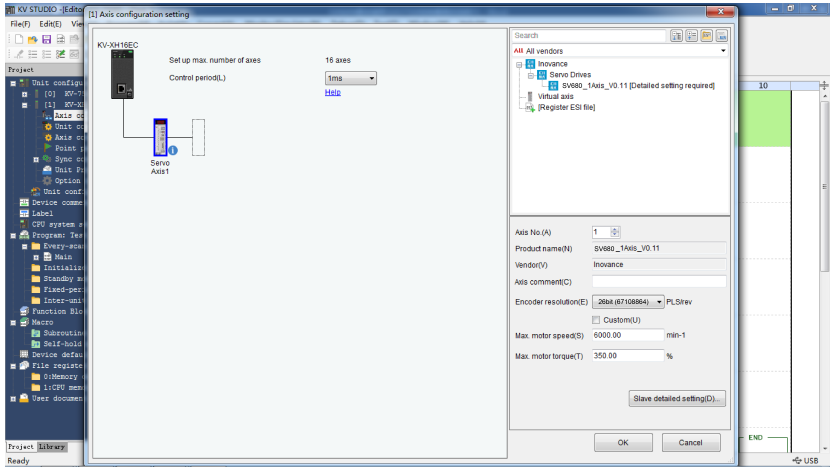 KV STUDIO -[Edito
File(F) Edit(E) Vie
Project
Unit configu
[0] KV-7
[1] KV-X
Axis co
Unit co
Axis co
Point p
Sync co
Unit Pr
Option
Unit conf
Device comme
Label
CPU system s
Program: Tes
Every-scan
Main
Initializ
Standby m
Fixed-per
Inter-uni
Function Blo
Macro
Subroutin
Self-hold
Device defau
File registe
0:Memory
1:CPU mem
User documen
Project Library
Ready
[1] Axis configuration setting
KV-XH16EC
Set up max. number of axes 16 axes
Control period(L) 1ms
Help
Servo
Axis1
Search
All All vendors
Inovance
Servo Drives
SV680_1Axis_V0.11 [Detailed setting required]
Virtual axis
[Register ESI file]
Axis No.(A) 1
Product name(N) SV680_1Axis_V0.11
Vendor(V) Inovance
Axis comment(C)
Encoder resolution(E) 26bit (67108864) PLS/rev
Custom(U)
Max. motor speed(S) 6000.00 min-1
Max. motor torque(T) 350.00 %
Slave detailed setting(D)...
OK Cancel
10
END
USB